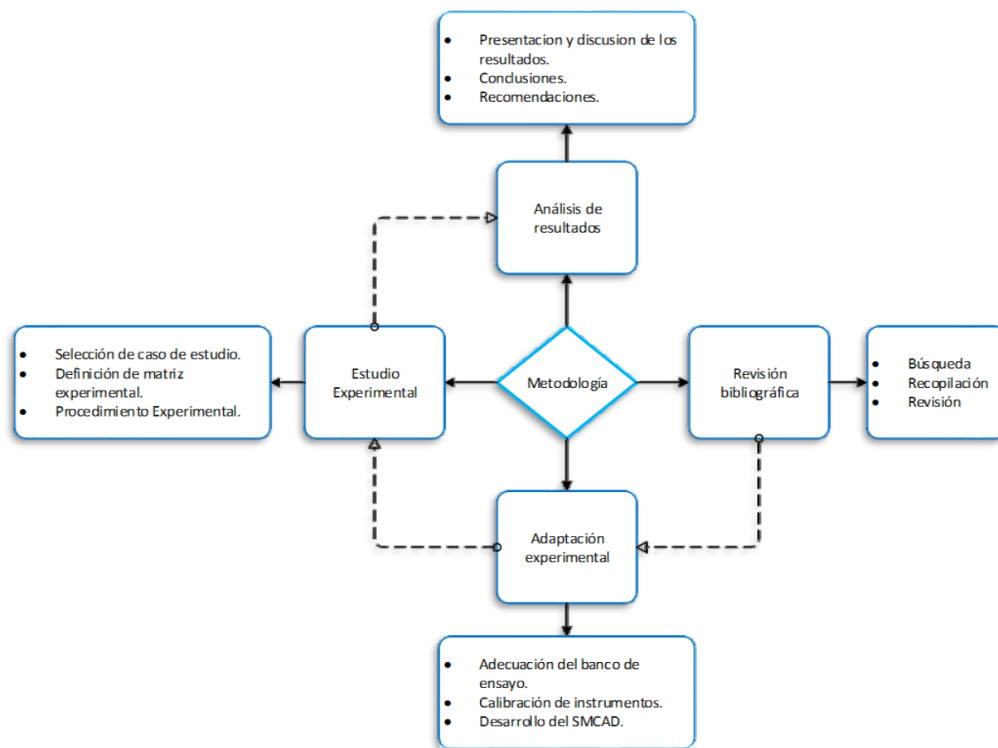 • Presentacion y discusion de los
resultados.
• Conclusiones.
• Recomendaciones.
Análisis de
resultados
• Selección de caso de estudio.
• Definición de matriz
experimental.
• Procedimiento Experimental.
Estudio
Experimental
Metodología
Revisión
bibliográfica
• Búsqueda
• Recopilación
• Revisión
Adaptación
experimental
• Adecuación del banco de
ensayo.
• Calibración de instrumentos.
• Desarrollo del SMCAD.